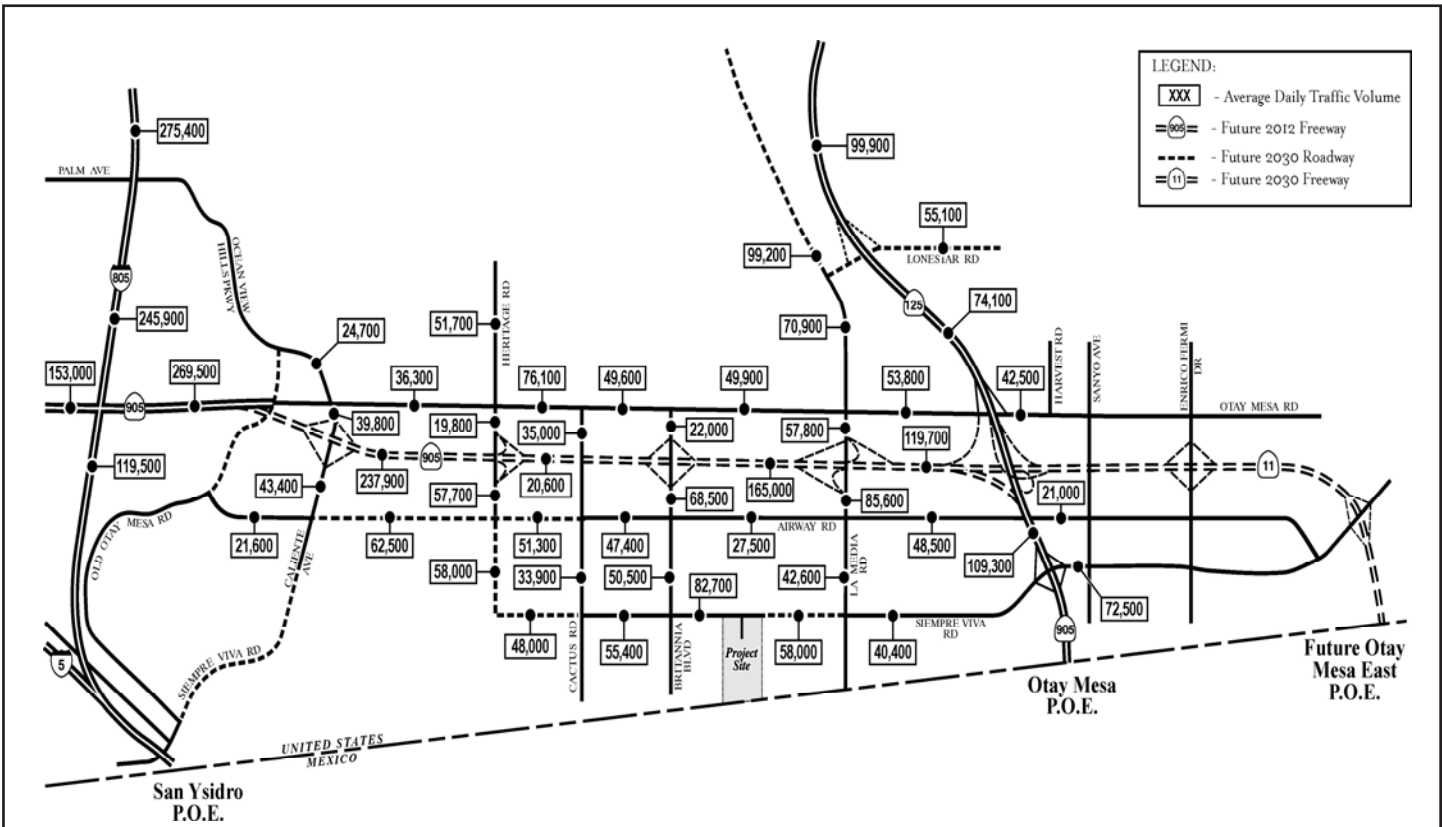 LEGEND:
XXX - Average Daily Traffic Volume
905 - Future 2012 Freeway
- Future 2030 Roadway
11 - Future 2030 Freeway
275,400
99,900
PALM AVE
OCEAN VIEW
HILLS PKWY
55,100
LONESTAR RD
99,200
805
245,900
24,700
51,700
HERITAGE RD
70,900
125
74,100
HARVEST RD
SANYO AVE
ENRICO FERMI
DR
153,000
269,500
36,300
76,100
49,600
49,900
53,800
42,500
905
OTAY MESA RD
39,800
19,800
35,000
22,000
57,800
119,700
119,500
905
237,900
20,600
165,000
11
43,400
57,700
68,500
85,600
21,000
OLD OTAY MESA RD
21,600
62,500
51,300
47,400
27,500
AIRWAY RD
48,500
CALIENTE
AVE
58,000
33,900
50,500
82,700
42,600
LA MEDIA
RD
109,300
72,500
48,000
55,400
58,000
40,400
SIEMPRE VIVA
RD
905
SIEMPRE VIVA RD
CACTUS RD
BRITANNIA
BLVD
Project
Site
5
Otay Mesa
P.O.E.
Future Otay
Mesa East
P.O.E.
UNITED STATES
MEXICO
San Ysidro
P.O.E.